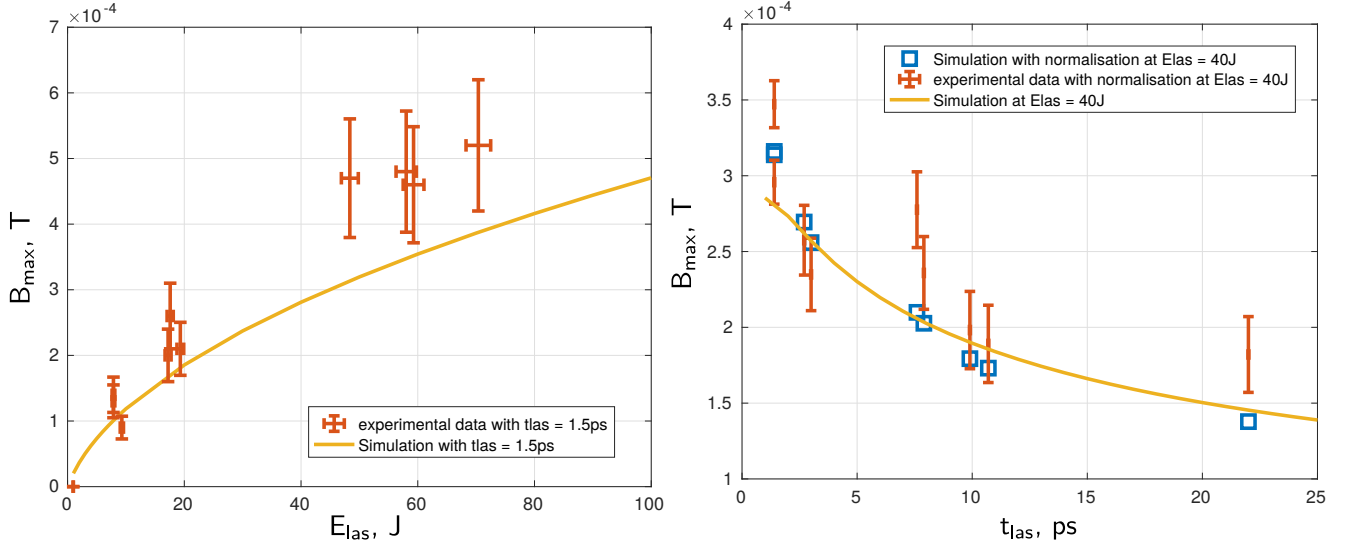 ×10⁻⁴
7
6
5
4
3
2
1
0
B_max, T
0 20 40 60 80 100
E_las, J
experimental data with tlas = 1.5ps
Simulation with tlas = 1.5ps
×10⁻⁴
4
3.5
3
2.5
2
1.5
1
B_max, T
0 5 10 15 20 25
t_las, ps
Simulation with normalisation at Elas = 40J
experimental data with normalisation at Elas = 40J
Simulation at Elas = 40J